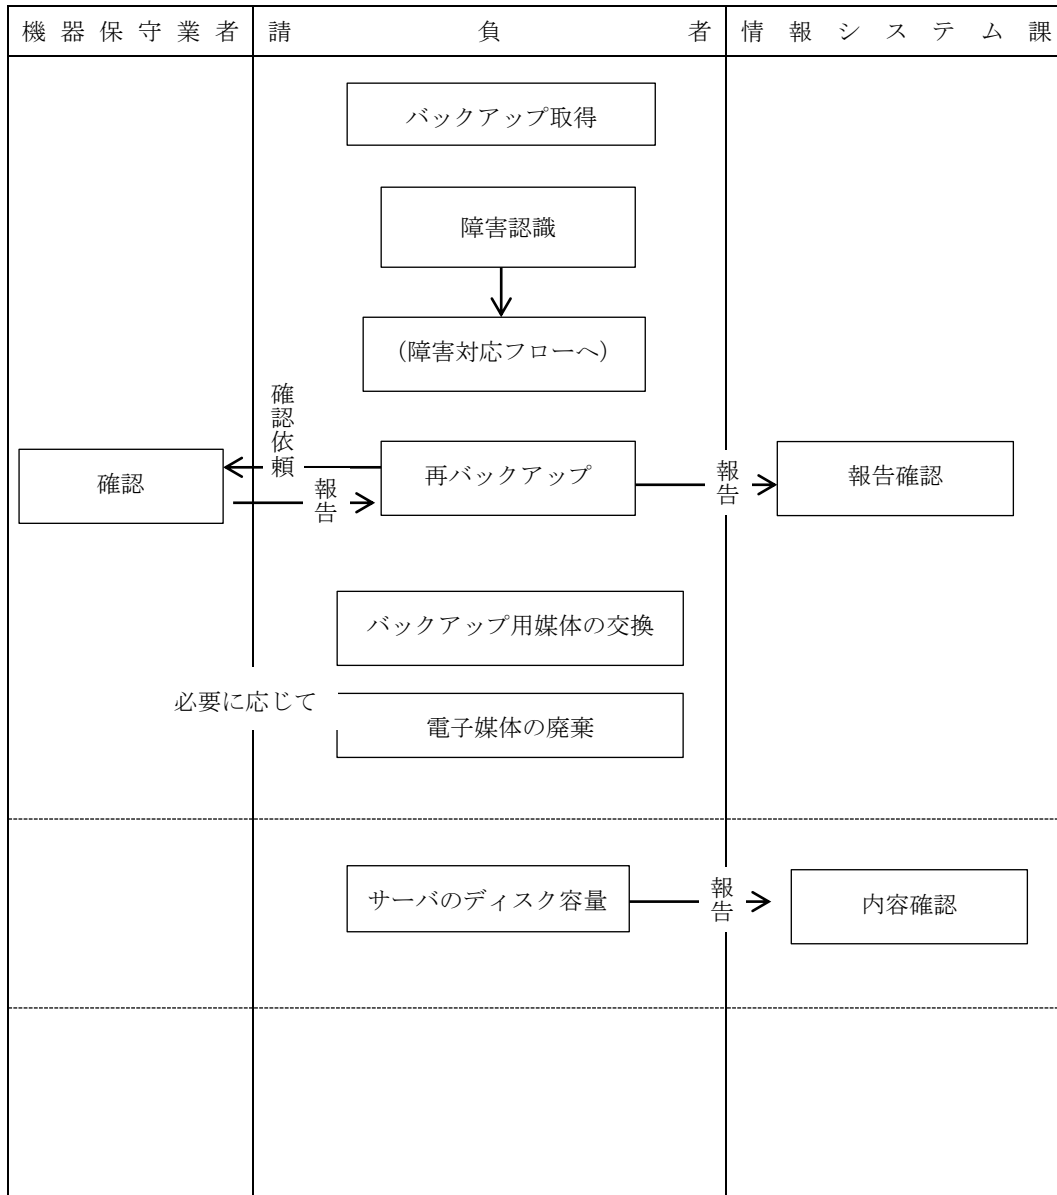 機器保守業者
請負者
情報システム課
バックアップ取得
障害認識
（障害対応フローへ）
確認依頼
再バックアップ
報告
報告確認
確認
報告
バックアップ用媒体の交換
必要に応じて
電子媒体の廃棄
サーバのディスク容量
報告
内容確認